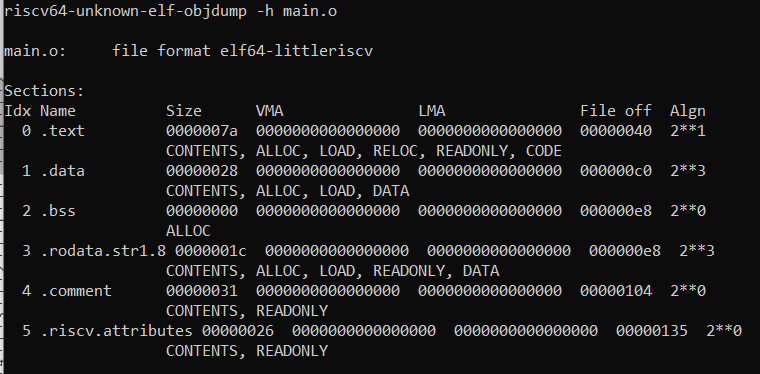 riscv64-unknown-elf-objdump -h main.o
main.o:     file format elf64-littleriscv
Sections:
Idx Name          Size      VMA               LMA               File off  Algn
  0 .text         0000007a  0000000000000000  0000000000000000  00000040  2**1
                  CONTENTS, ALLOC, LOAD, RELOC, READONLY, CODE
  1 .data         00000028  0000000000000000  0000000000000000  000000c0  2**3
                  CONTENTS, ALLOC, LOAD, DATA
  2 .bss          00000000  0000000000000000  0000000000000000  000000e8  2**0
                  ALLOC
  3 .rodata.str1.8 0000001c  0000000000000000  0000000000000000  000000e8  2**3
                  CONTENTS, ALLOC, LOAD, READONLY, DATA
  4 .comment      00000031  0000000000000000  0000000000000000  00000104  2**0
                  CONTENTS, READONLY
  5 .riscv.attributes 00000026  0000000000000000  0000000000000000  00000135  2**0
                  CONTENTS, READONLY